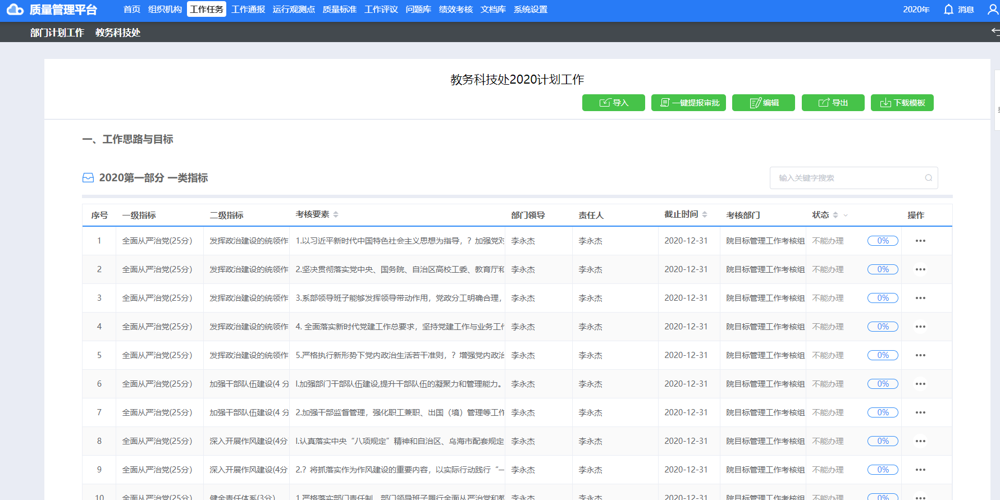 质量管理平台 首页 组织机构 工作任务 工作通报 运行观测点 质量标准 工作评议 问题库 绩效考核 文档库 系统设置 2020年 消息
部门计划工作 教务科技处
教务科技处2020计划工作
导入 一键提报审批 编辑 导出 下载模板
一、工作思路与目标
2020第一部分 一类指标 输入关键字搜索
序号 一级指标 二级指标 考核要素 部门领导 责任人 截止时间 考核部门 状态 操作
1 全面从严治党(25分) 发挥政治建设的统领作 1.以习近平新时代中国特色社会主义思想为指导，？加强党对 李永杰 李永杰 2020-12-31 院目标管理工作考核组 不能办理 0% •••
2 全面从严治党(25分) 发挥政治建设的统领作 2.坚决贯彻落实党中央、国务院、自治区高校工委、教育厅和 李永杰 李永杰 2020-12-31 院目标管理工作考核组 不能办理 0% •••
3 全面从严治党(25分) 发挥政治建设的统领作 3.系部领导班子能够发挥领导带动作用，党政分工明确合理， 李永杰 李永杰 2020-12-31 院目标管理工作考核组 不能办理 0% •••
4 全面从严治党(25分) 发挥政治建设的统领作 4. 全面落实新时代党建工作总要求，坚持党建工作与业务工作 李永杰 李永杰 2020-12-31 院目标管理工作考核组 不能办理 0% •••
5 全面从严治党(25分) 发挥政治建设的统领作 5.严格执行新形势下党内政治生活若干准则，？增强党内政治 李永杰 李永杰 2020-12-31 院目标管理工作考核组 不能办理 0% •••
6 全面从严治党(25分) 加强干部队伍建设(4 分 I.加强部门干部队伍建设,提升干部队伍的凝聚力和管理能力。 李永杰 李永杰 2020-12-31 院目标管理工作考核组 不能办理 0% •••
7 全面从严治党(25分) 加强干部队伍建设(4 分 2.加强干部监督管理，强化职工兼职、出国（境）管理等工作 李永杰 李永杰 2020-12-31 院目标管理工作考核组 不能办理 0% •••
8 全面从严治党(25分) 深入开展作风建设(4分 I.认真落实中央“八项规定”精神和自治区、乌海市配套规定 李永杰 李永杰 2020-12-31 院目标管理工作考核组 不能办理 0% •••
9 全面从严治党(25分) 深入开展作风建设(4分 2.？将抓落实作为作风建设的重要内容，以实际行动践行“一 李永杰 李永杰 2020-12-31 院目标管理工作考核组 不能办理 0% •••
10 全面从严治党(25分) 健全责任体系(3分) 1.严格落实部门责任制，部门领导班子履行全面从严治党和教 李永杰 李永杰 2020-12-31 院目标管理工作考核组 不能办理 0% •••